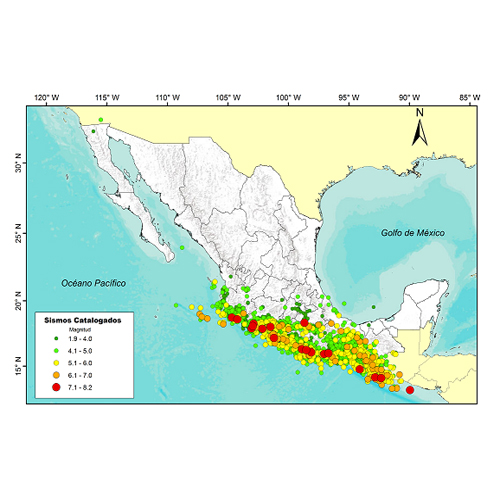 120° W 115° W 110° W 105° W 100° W 95° W 90° W 85° W
N
30° N
25° N
Golfo de México
Océano Pacífico
20° N
Sismos Catalogados
Magnitud
1.9 - 4.0
4.1 - 5.0
5.1 - 6.0
6.1 - 7.0
7.1 - 8.2
15° N